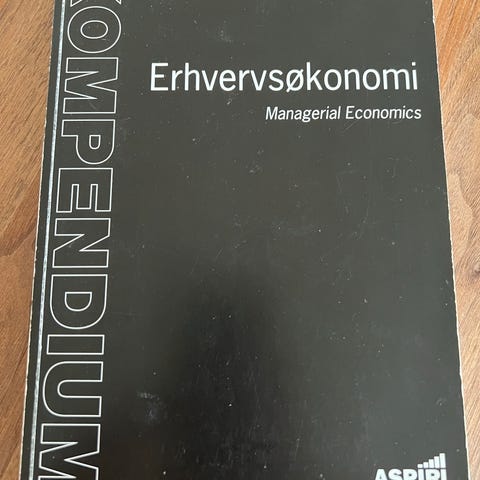 KOMPENDIUM
Erhvervsøkonomi
Managerial Economics
ASPIRI